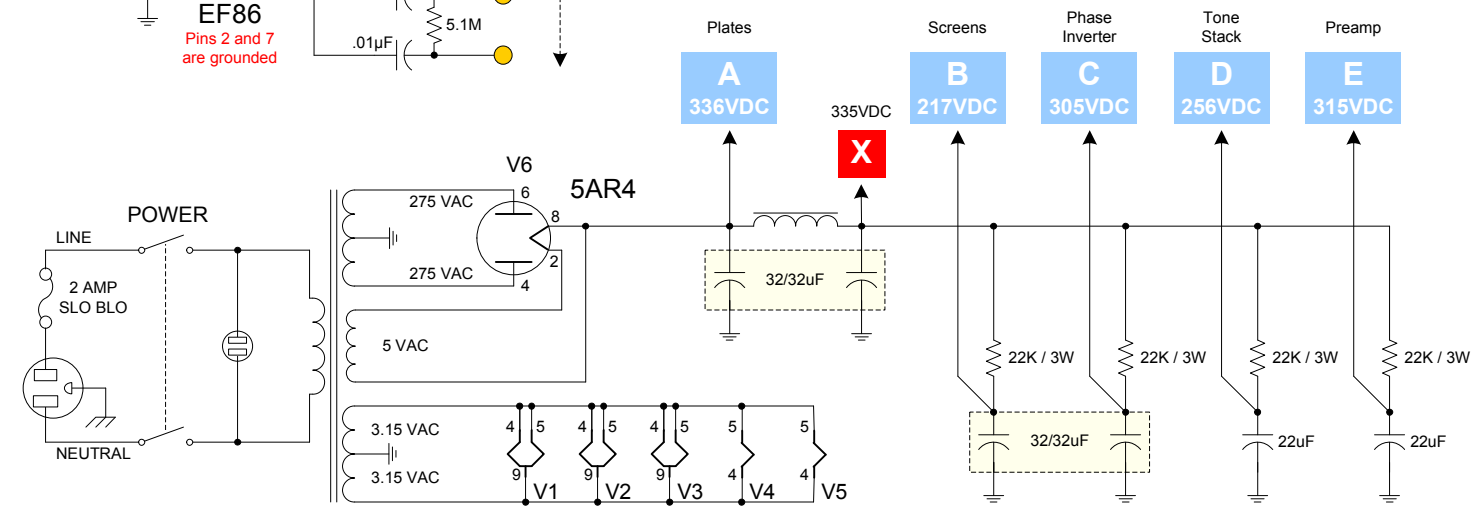 EF86
Pins 2 and 7
are grounded
5.1M
.01µF
Plates
Screens
Phase
Inverter
Tone
Stack
Preamp
A
336VDC
335VDC
X
B
217VDC
C
305VDC
D
256VDC
E
315VDC
V6
5AR4
275 VAC
6
8
2
4
275 VAC
POWER
LINE
2 AMP
SLO BLO
NEUTRAL
5 VAC
32/32uF
22K / 3W
22K / 3W
22K / 3W
22K / 3W
32/32uF
22uF
22uF
3.15 VAC
3.15 VAC
4
5
9
V1
4
5
9
V2
4
5
9
V3
5
4
V4
5
4
V5